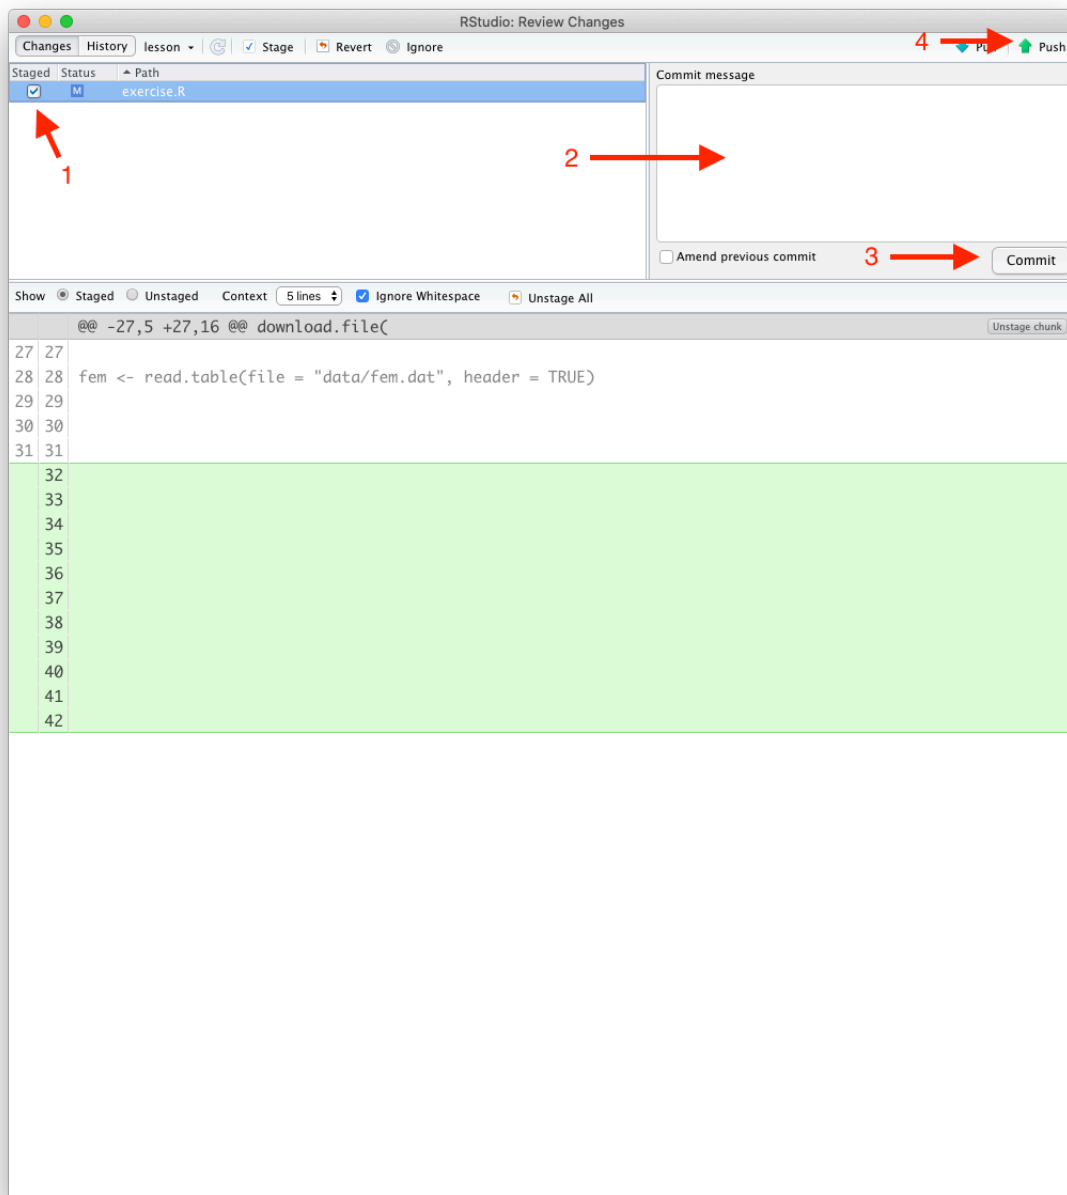 RStudio: Review Changes
Changes History lesson Stage Revert Ignore 4 Push
Staged Status Path
M exercise.R
1
Commit message
2
Amend previous commit 3 Commit
Show Staged Unstaged Context 5 lines Ignore Whitespace Unstage All
@@ -27,5 +27,16 @@ download.file( Unstage chunk
27 27
28 28 fem <- read.table(file = "data/fem.dat", header = TRUE)
29 29
30 30
31 31
32
33
34
35
36
37
38
39
40
41
42